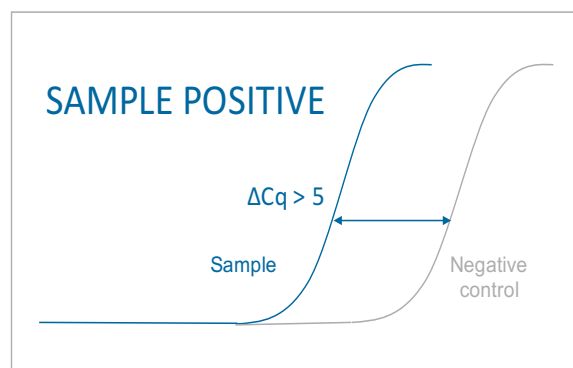 SAMPLE POSITIVE
ΔCq > 5
Sample
Negative
control